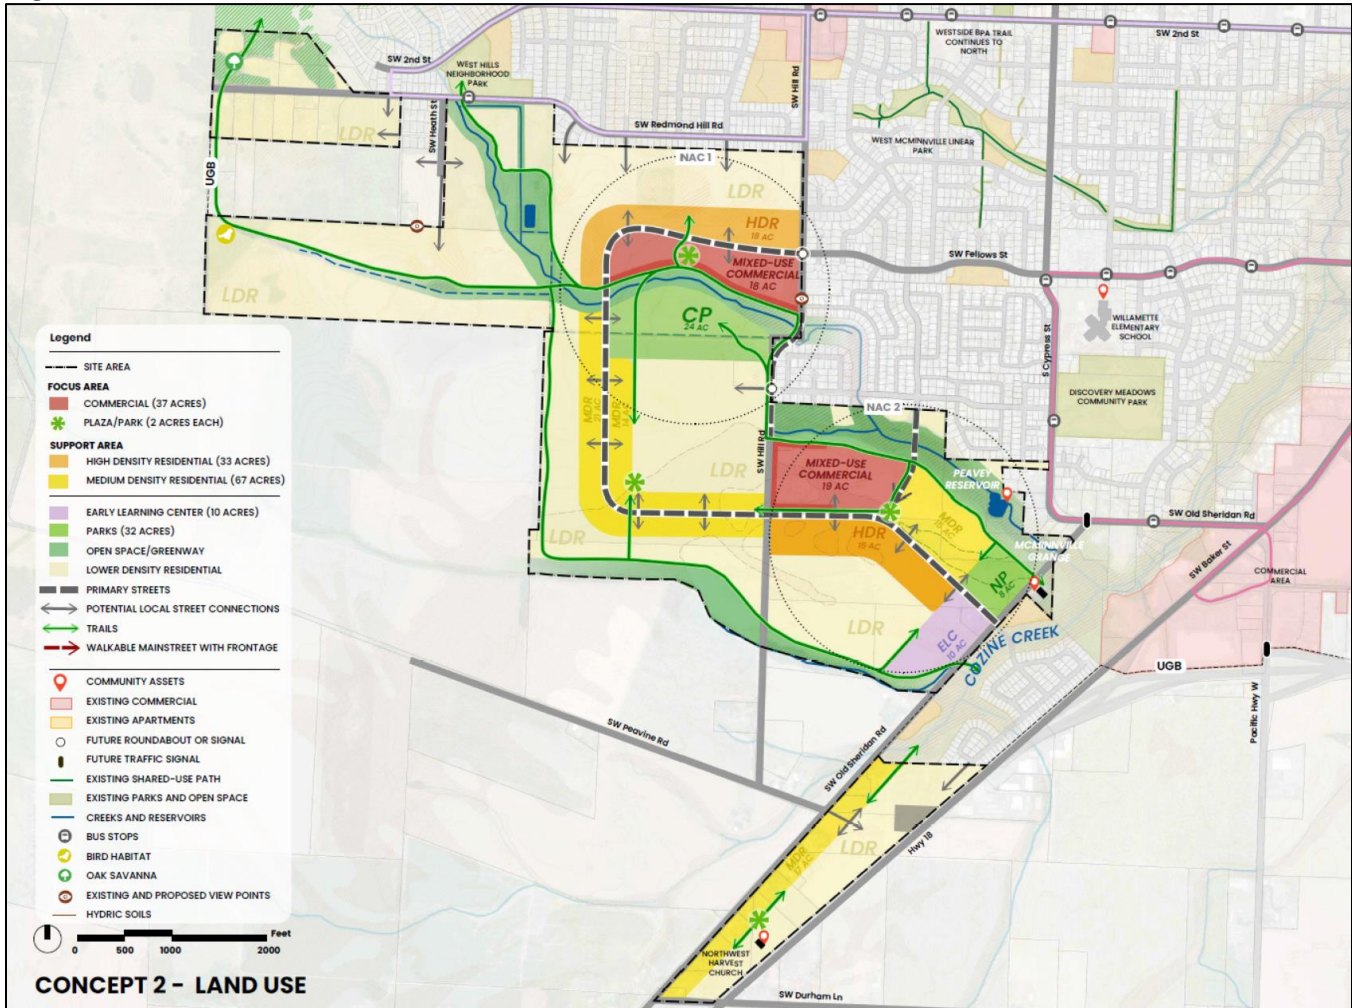 WESTSIDE BPA TRAIL
CONTINUES TO
NORTH
SW 2nd St
SW 2nd St
WEST HILLS
NEIGHBORHOOD
PARK
SW Hill Rd
SW Heath St
SW Redmond Hill Rd
LDR
WEST MCMINNVILLE LINEAR
PARK
NAC 1
UGB
LDR
HDR
18 AC
SW Fellows St
MIXED-USE
COMMERCIAL
18 AC
LDR
CP
24 AC
WILLAMETTE
ELEMENTARY
SCHOOL
S Cypress St
DISCOVERY MEADOWS
COMMUNITY PARK
MDR
MDR
NAC 2
SW Hill Rd
LDR
MIXED-USE
COMMERCIAL
19 AC
PEAVEY
RESERVOIR
SW Old Sheridan Rd
MDR
HDR
LDR
MCMINNVILLE
GRANGE
SW Baker St
COMMERCIAL
AREA
NP
8 AC
LDR
ELC
10 AC
COZINE CREEK
UGB
Pacific Hwy W
SW Peavine Rd
SW Old Sheridan Rd
Hwy 18
LDR
MDR
NORTHWEST
HARVEST
CHURCH
SW Durham Ln
Legend
SITE AREA
FOCUS AREA
COMMERCIAL (37 ACRES)
PLAZA/PARK (2 ACRES EACH)
SUPPORT AREA
HIGH DENSITY RESIDENTIAL (33 ACRES)
MEDIUM DENSITY RESIDENTIAL (67 ACRES)
EARLY LEARNING CENTER (10 ACRES)
PARKS (32 ACRES)
OPEN SPACE/GREENWAY
LOWER DENSITY RESIDENTIAL
PRIMARY STREETS
POTENTIAL LOCAL STREET CONNECTIONS
TRAILS
WALKABLE MAINSTREET WITH FRONTAGE
COMMUNITY ASSETS
EXISTING COMMERCIAL
EXISTING APARTMENTS
FUTURE ROUNDABOUT OR SIGNAL
FUTURE TRAFFIC SIGNAL
EXISTING SHARED-USE PATH
EXISTING PARKS AND OPEN SPACE
CREEKS AND RESERVOIRS
BUS STOPS
BIRD HABITAT
OAK SAVANNA
EXISTING AND PROPOSED VIEW POINTS
HYDRIC SOILS
Feet
0 500 1000 2000
CONCEPT 2 - LAND USE